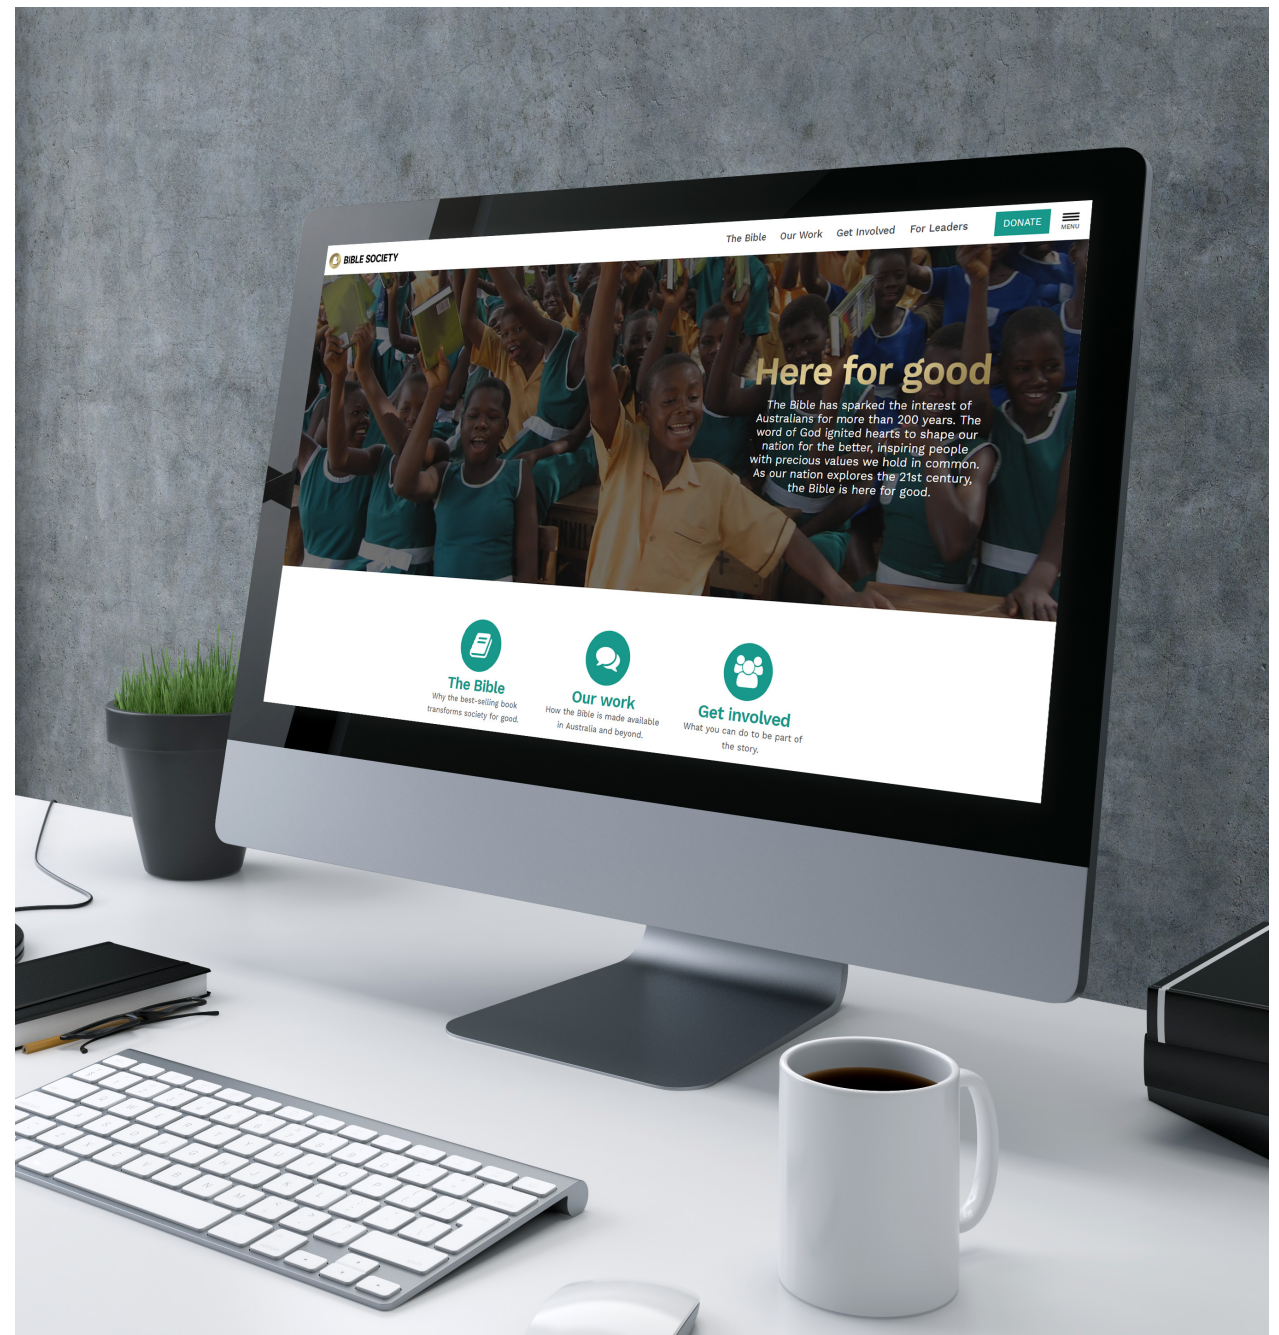 BIBLE SOCIETY
The Bible
Our Work
Get Involved
For Leaders
DONATE
MENU
Here for good
The Bible has sparked the interest of
Australians for more than 200 years. The
word of God ignited hearts to shape our
nation for the better, inspiring people
with precious values we hold in common.
As our nation explores the 21st century,
the Bible is here for good.
The Bible
Why the best-selling book
transforms society for good.
Our work
How the Bible is made available
in Australia and beyond.
Get involved
What you can do to be part of
the story.